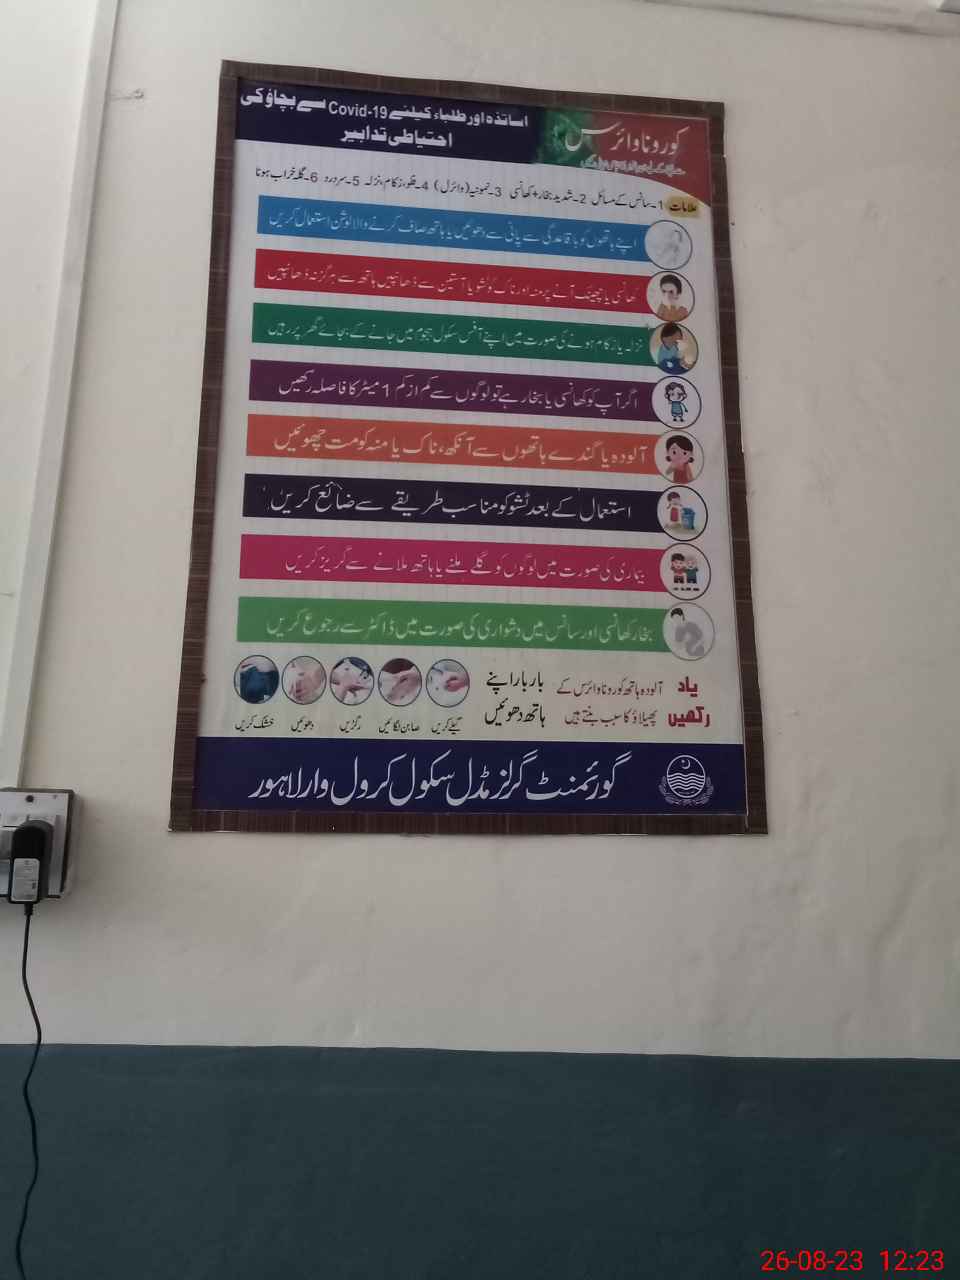 کورونا وائرس
اساتذہ اور طلباء کیلئے Covid-19 سے بچاؤ کی
احتیاطی تدابیر
علامات 1۔سانس کے مسائل 2۔شدید بخار+کھانسی 3۔نمونیہ (وائرل) 4۔فلو، زکام، نزلہ 5۔سر درد 6۔گلہ خراب ہونا
اپنے ہاتھوں کو باقاعدگی سے پانی سے دھوئیں یا ہاتھ صاف کرنے والا لوشن استعمال کریں
کھانسی یا چھینک آنے پر منہ اور ناک کو ٹشو یا آستین سے ڈھانپیں ہاتھ سے ہرگز نہ ڈھانپیں
نزلہ یا زکام ہونے کی صورت میں اپنے آفس سکول ہجوم میں جانے کے بجائے گھر پر رہیں
اگر آپ کو کھانسی یا بخار ہے تو لوگوں سے کم از کم 1 میٹر کا فاصلہ رکھیں
آلودہ یا گندے ہاتھوں سے آنکھ، ناک یا منہ کو مت چھوئیں
استعمال کے بعد ٹشو کو مناسب طریقے سے ضائع کریں
بیماری کی صورت میں لوگوں کو گلے ملنے یا ہاتھ ملانے سے گریز کریں
بخار کھانسی اور سانس میں دشواری کی صورت میں ڈاکٹر سے رجوع کریں
یاد رکھیں
آلودہ ہاتھ کورونا وائرس کے
پھیلاؤ کا سبب بنتے ہیں
بار بار اپنے
ہاتھ دھوئیں
گیلے کریں صابن لگائیں رگڑیں دھوئیں خشک کریں
گورنمنٹ گرلز مڈل سکول کرول وار لاہور
26-08-23 12:23